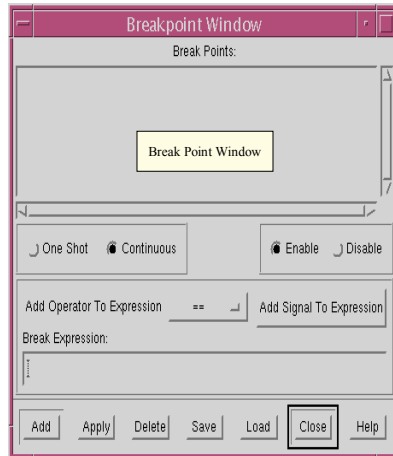 Breakpoint Window
Break Points:
Break Point Window
One Shot Continuous Enable Disable
Add Operator To Expression == Add Signal To Expression
Break Expression:
Add Apply Delete Save Load Close Help